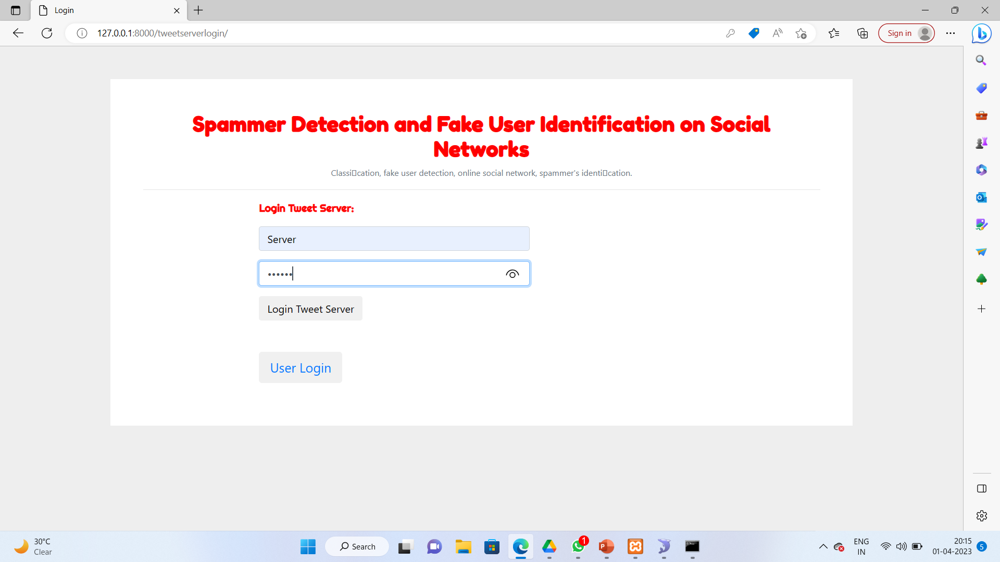 Login
127.0.0.1:8000/tweetserverlogin/
Sign in
Spammer Detection and Fake User Identification on Social
Networks
Classi▯cation, fake user detection, online social network, spammer's identi▯cation.
Login Tweet Server:
Server
••••••
Login Tweet Server
User Login
30°C
Clear
Search
1
ENG
IN
20:15
01-04-2023
5